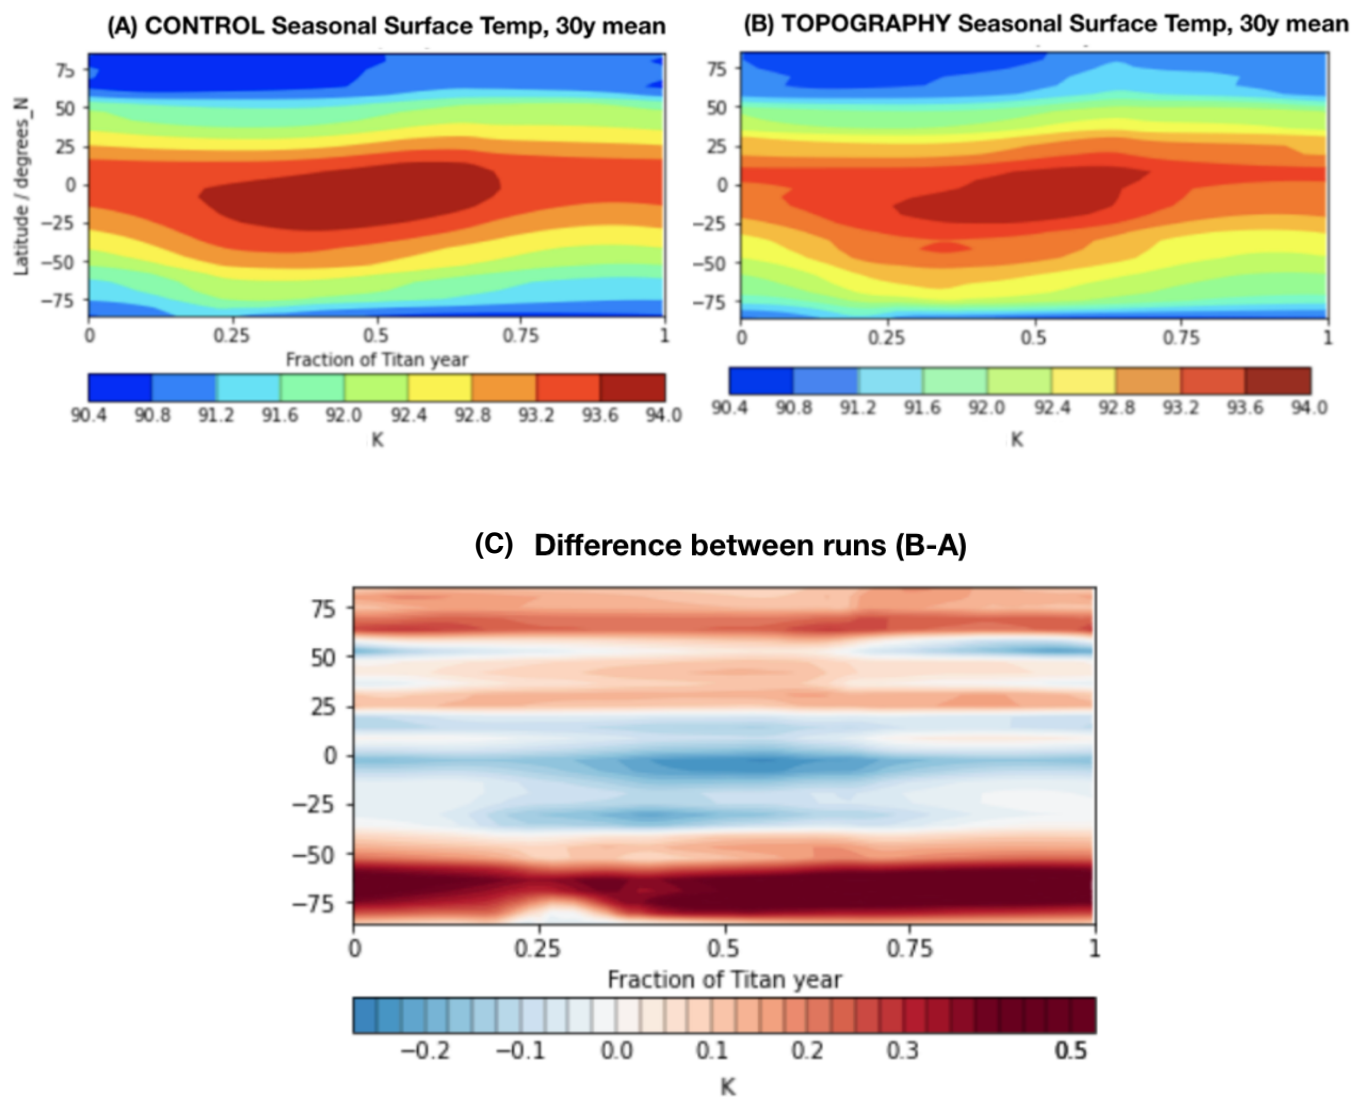 (A) CONTROL Seasonal Surface Temp, 30y mean
75
50
25
0
−25
−50
−75
Latitude / degrees_N
0 0.25 0.5 0.75 1
Fraction of Titan year
90.4 90.8 91.2 91.6 92.0 92.4 92.8 93.2 93.6 94.0
K
(B) TOPOGRAPHY Seasonal Surface Temp, 30y mean
75
50
25
0
−25
−50
−75
0 0.25 0.5 0.75 1
90.4 90.8 91.2 91.6 92.0 92.4 92.8 93.2 93.6 94.0
K
(C) Difference between runs (B-A)
75
50
25
0
−25
−50
−75
0 0.25 0.5 0.75 1
Fraction of Titan year
−0.2 −0.1 0.0 0.1 0.2 0.3 0.5
K